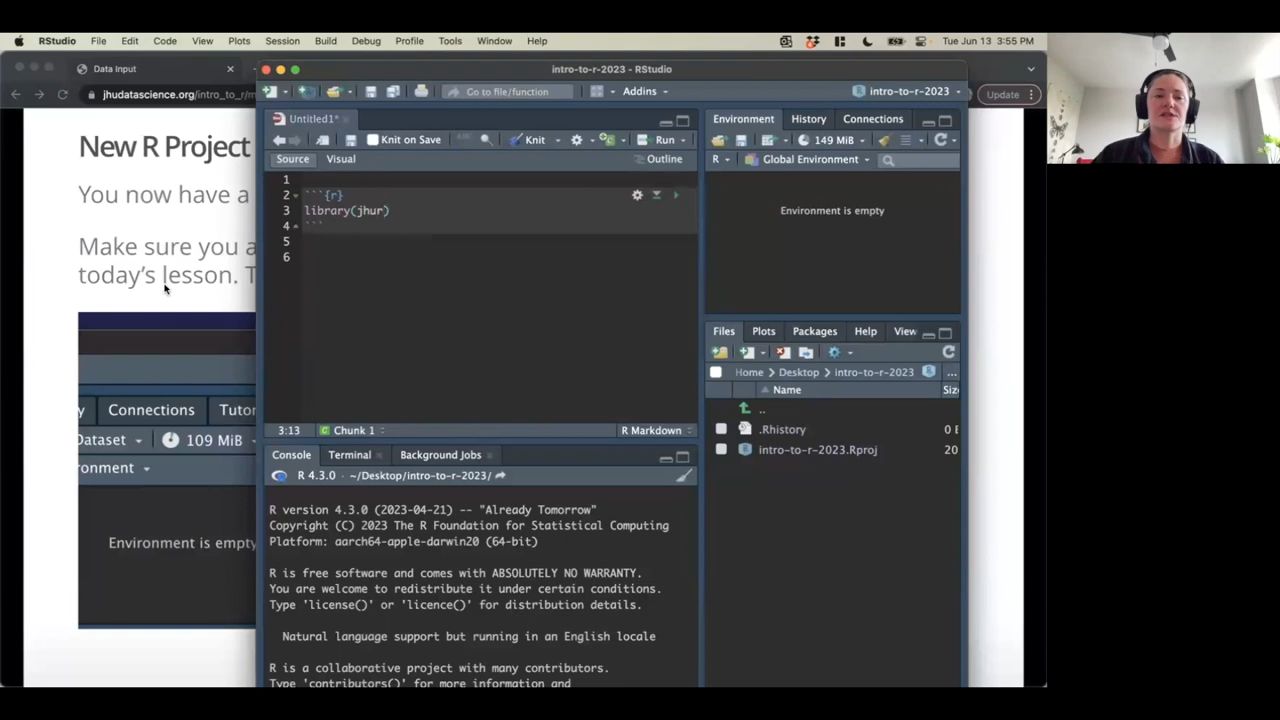 RStudio File Edit Code View Plots Session Build Debug Profile Tools Window Help Tue Jun 13 3:55 PM
Data Input
jhudatascience.org/intro_to_r/m
Update
New R Project
You now have a
Make sure you a
today's lesson. T
Connections Tutor
Dataset 109 MiB
Environment is empty
intro-to-r-2023 - RStudio
Go to file/function Addins intro-to-r-2023
Untitled1*
Knit on Save Knit Run
Source Visual Outline
1
2 ```{r}
3 library(jhur)
4 ```
5
6
3:13 Chunk 1 R Markdown
Console Terminal Background Jobs
R 4.3.0 · ~/Desktop/intro-to-r-2023/
R version 4.3.0 (2023-04-21) -- "Already Tomorrow"
Copyright (C) 2023 The R Foundation for Statistical Computing
Platform: aarch64-apple-darwin20 (64-bit)
R is free software and comes with ABSOLUTELY NO WARRANTY.
You are welcome to redistribute it under certain conditions.
Type 'license()' or 'licence()' for distribution details.
Natural language support but running in an English locale
R is a collaborative project with many contributors.
Type 'contributors()' for more information and
Environment History Connections
149 MiB
R Global Environment
Environment is empty
Files Plots Packages Help View
Home Desktop intro-to-r-2023 ...
Name Siz
..
.Rhistory 0 B
intro-to-r-2023.Rproj 20